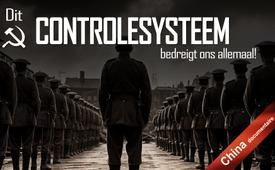 Dit
CONTROLESYSTEEM
bedreigt ons allemaal!
China documentaire